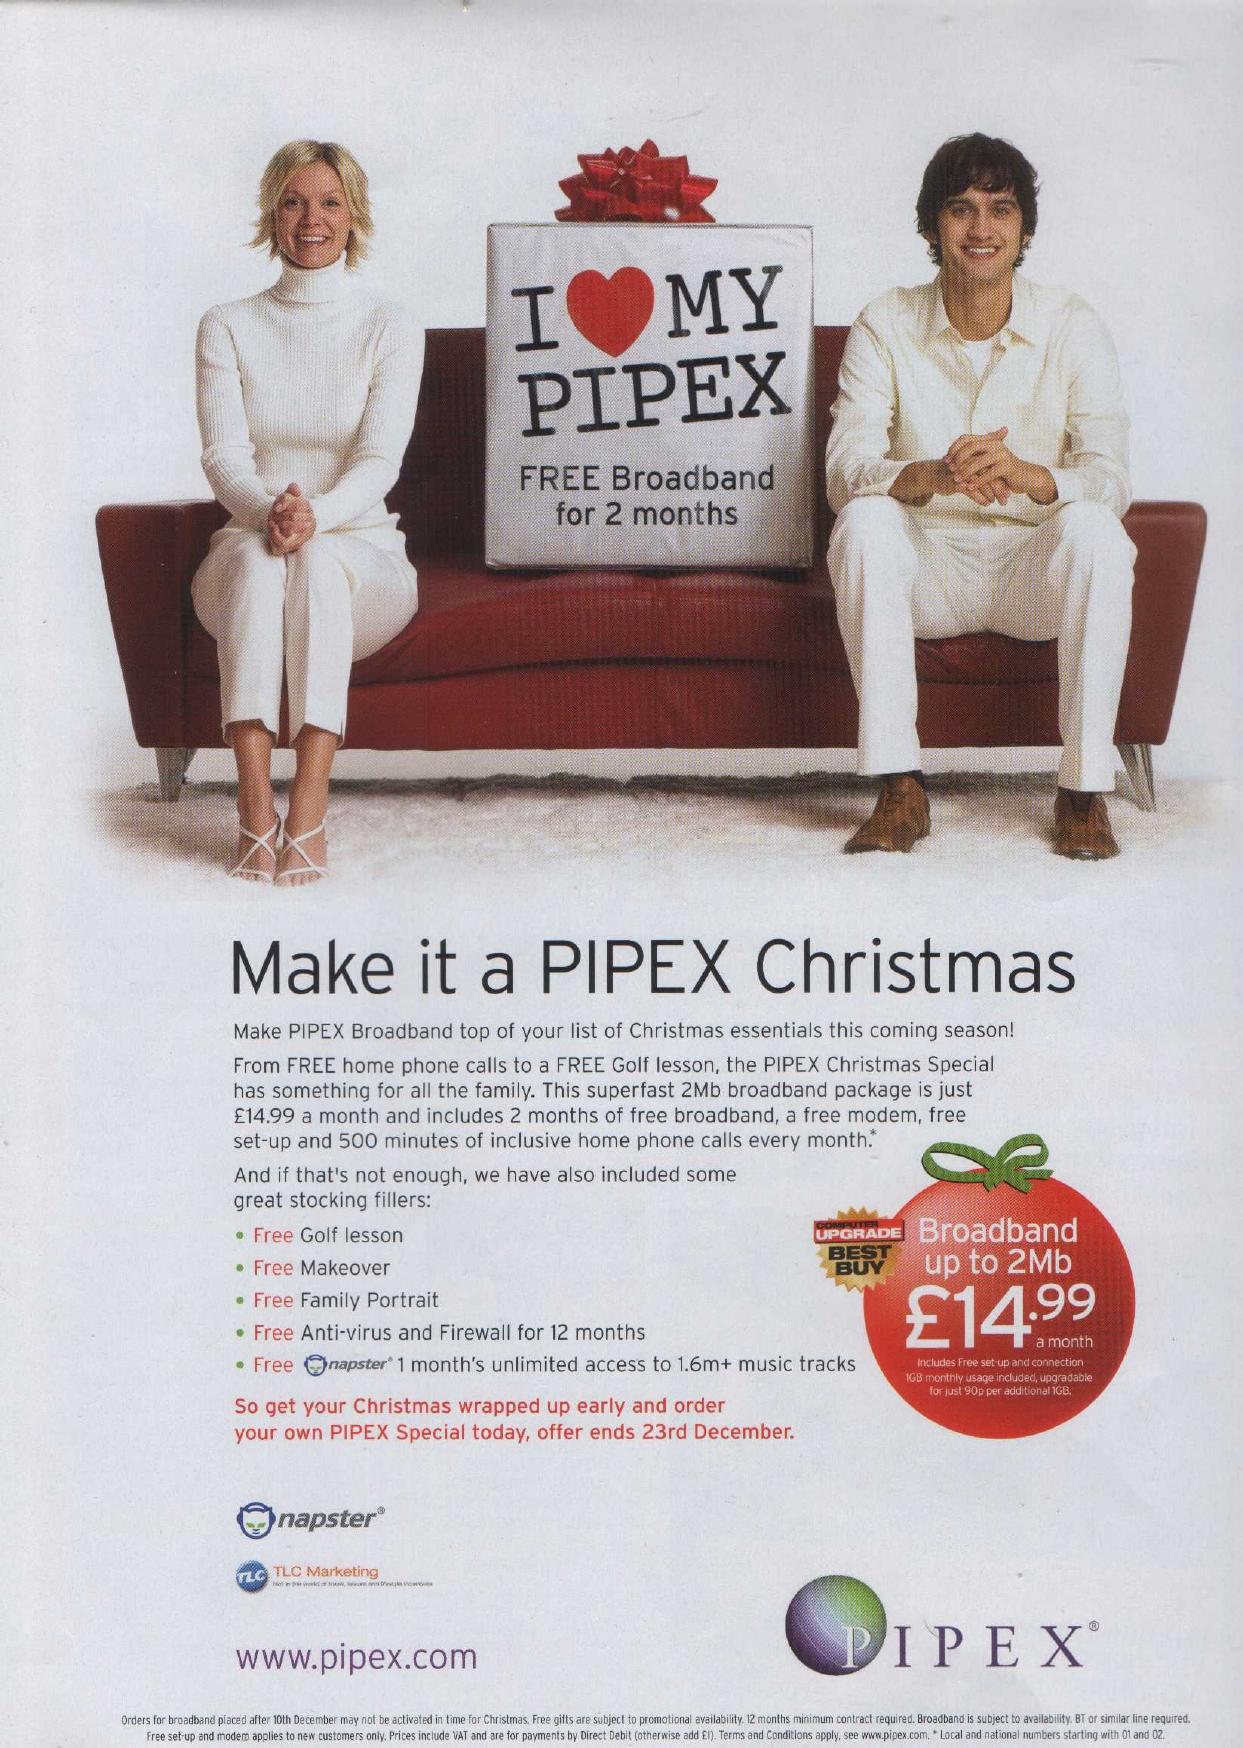 I ♥ MY
PIPEX
FREE Broadband
for 2 months
Make it a PIPEX Christmas
Make PIPEX Broadband top of your list of Christmas essentials this coming season!
From FREE home phone calls to a FREE Golf lesson, the PIPEX Christmas Special
has something for all the family. This superfast 2Mb broadband package is just
£14.99 a month and includes 2 months of free broadband, a free modem, free
set-up and 500 minutes of inclusive home phone calls every month.*
And if that's not enough, we have also included some
great stocking fillers:
• Free Golf lesson
• Free Makeover
• Free Family Portrait
• Free Anti-virus and Firewall for 12 months
• Free napster® 1 month's unlimited access to 1.6m+ music tracks
So get your Christmas wrapped up early and order
your own PIPEX Special today, offer ends 23rd December.
COMPUTER
UPGRADE
BEST
BUY
Broadband
up to 2Mb
£14.99
a month
Includes Free set-up and connection
1GB monthly usage included, upgradable
for just 90p per additional 1GB.
napster®
TLC TLC Marketing
www.pipex.com
PIPEX®
Orders for broadband placed after 10th December may not be activated in time for Christmas. Free gifts are subject to promotional availability. 12 months minimum contract required. Broadband is subject to availability. BT or similar line required.
Free set-up and modem applies to new customers only. Prices include VAT and are for payments by Direct Debit (otherwise add £1). Terms and Conditions apply, see www.pipex.com. * Local and national numbers starting with 01 and 02.